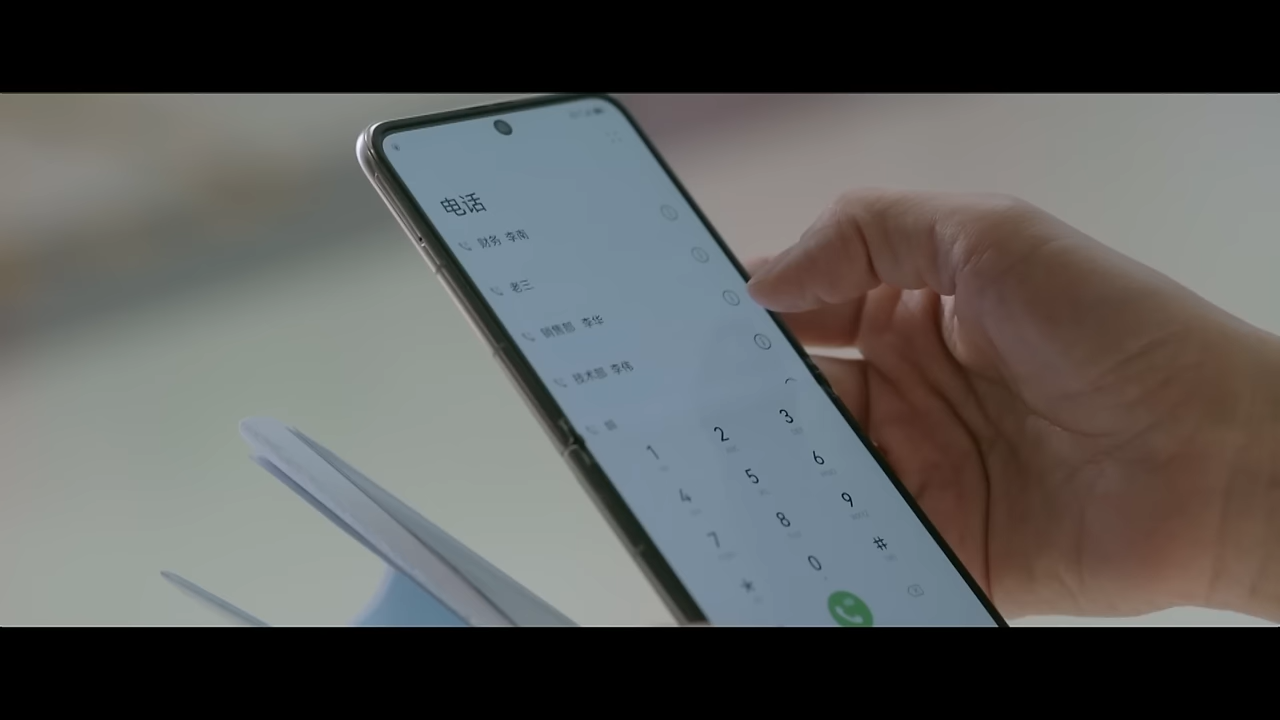 电话
财务 李南
老三
销售部 李华
技术部 李伟
1 2 3
4 5 6
7 8 9
* 0 #